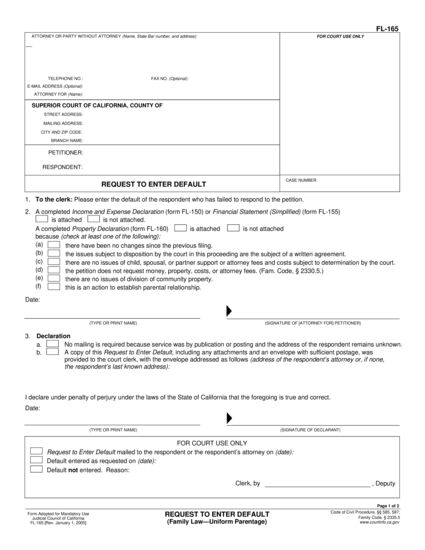 FL-165
ATTORNEY OR PARTY WITHOUT ATTORNEY (Name, State Bar number, and address):
FOR COURT USE ONLY
TELEPHONE NO.: FAX NO. (Optional):
E-MAIL ADDRESS (Optional):
ATTORNEY FOR (Name):
SUPERIOR COURT OF CALIFORNIA, COUNTY OF
STREET ADDRESS:
MAILING ADDRESS:
CITY AND ZIP CODE:
BRANCH NAME:
PETITIONER:
RESPONDENT:
REQUEST TO ENTER DEFAULT
CASE NUMBER:
1. To the clerk: Please enter the default of the respondent who has failed to respond to the petition.
2. A completed Income and Expense Declaration (form FL-150) or Financial Statement (Simplified) (form FL-155)
is attached is not attached.
A completed Property Declaration (form FL-160) is attached is not attached
because (check at least one of the following):
(a) there have been no changes since the previous filing.
(b) the issues subject to disposition by the court in this proceeding are the subject of a written agreement.
(c) there are no issues of child, spousal, or partner support or attorney fees and costs subject to determination by the court.
(d) the petition does not request money, property, costs, or attorney fees. (Fam. Code, § 2330.5.)
(e) there are no issues of division of community property.
(f) this is an action to establish parental relationship.
Date:
(TYPE OR PRINT NAME) (SIGNATURE OF [ATTORNEY FOR] PETITIONER)
3. Declaration
a. No mailing is required because service was by publication or posting and the address of the respondent remains unknown.
b. A copy of this Request to Enter Default, including any attachments and an envelope with sufficient postage, was
provided to the court clerk, with the envelope addressed as follows (address of the respondent's attorney or, if none,
the respondent's last known address):
I declare under penalty of perjury under the laws of the State of California that the foregoing is true and correct.
Date:
(TYPE OR PRINT NAME) (SIGNATURE OF DECLARANT)
FOR COURT USE ONLY
Request to Enter Default mailed to the respondent or the respondent's attorney on (date):
Default entered as requested on (date):
Default not entered. Reason:
Clerk, by , Deputy
Page 1 of 2
Form Adopted for Mandatory Use
Judicial Council of California
FL-165 [Rev. January 1, 2005]
REQUEST TO ENTER DEFAULT
(Family Law—Uniform Parentage)
Code of Civil Procedure, §§ 585, 587;
Family Code, § 2335.5
www.courtinfo.ca.gov